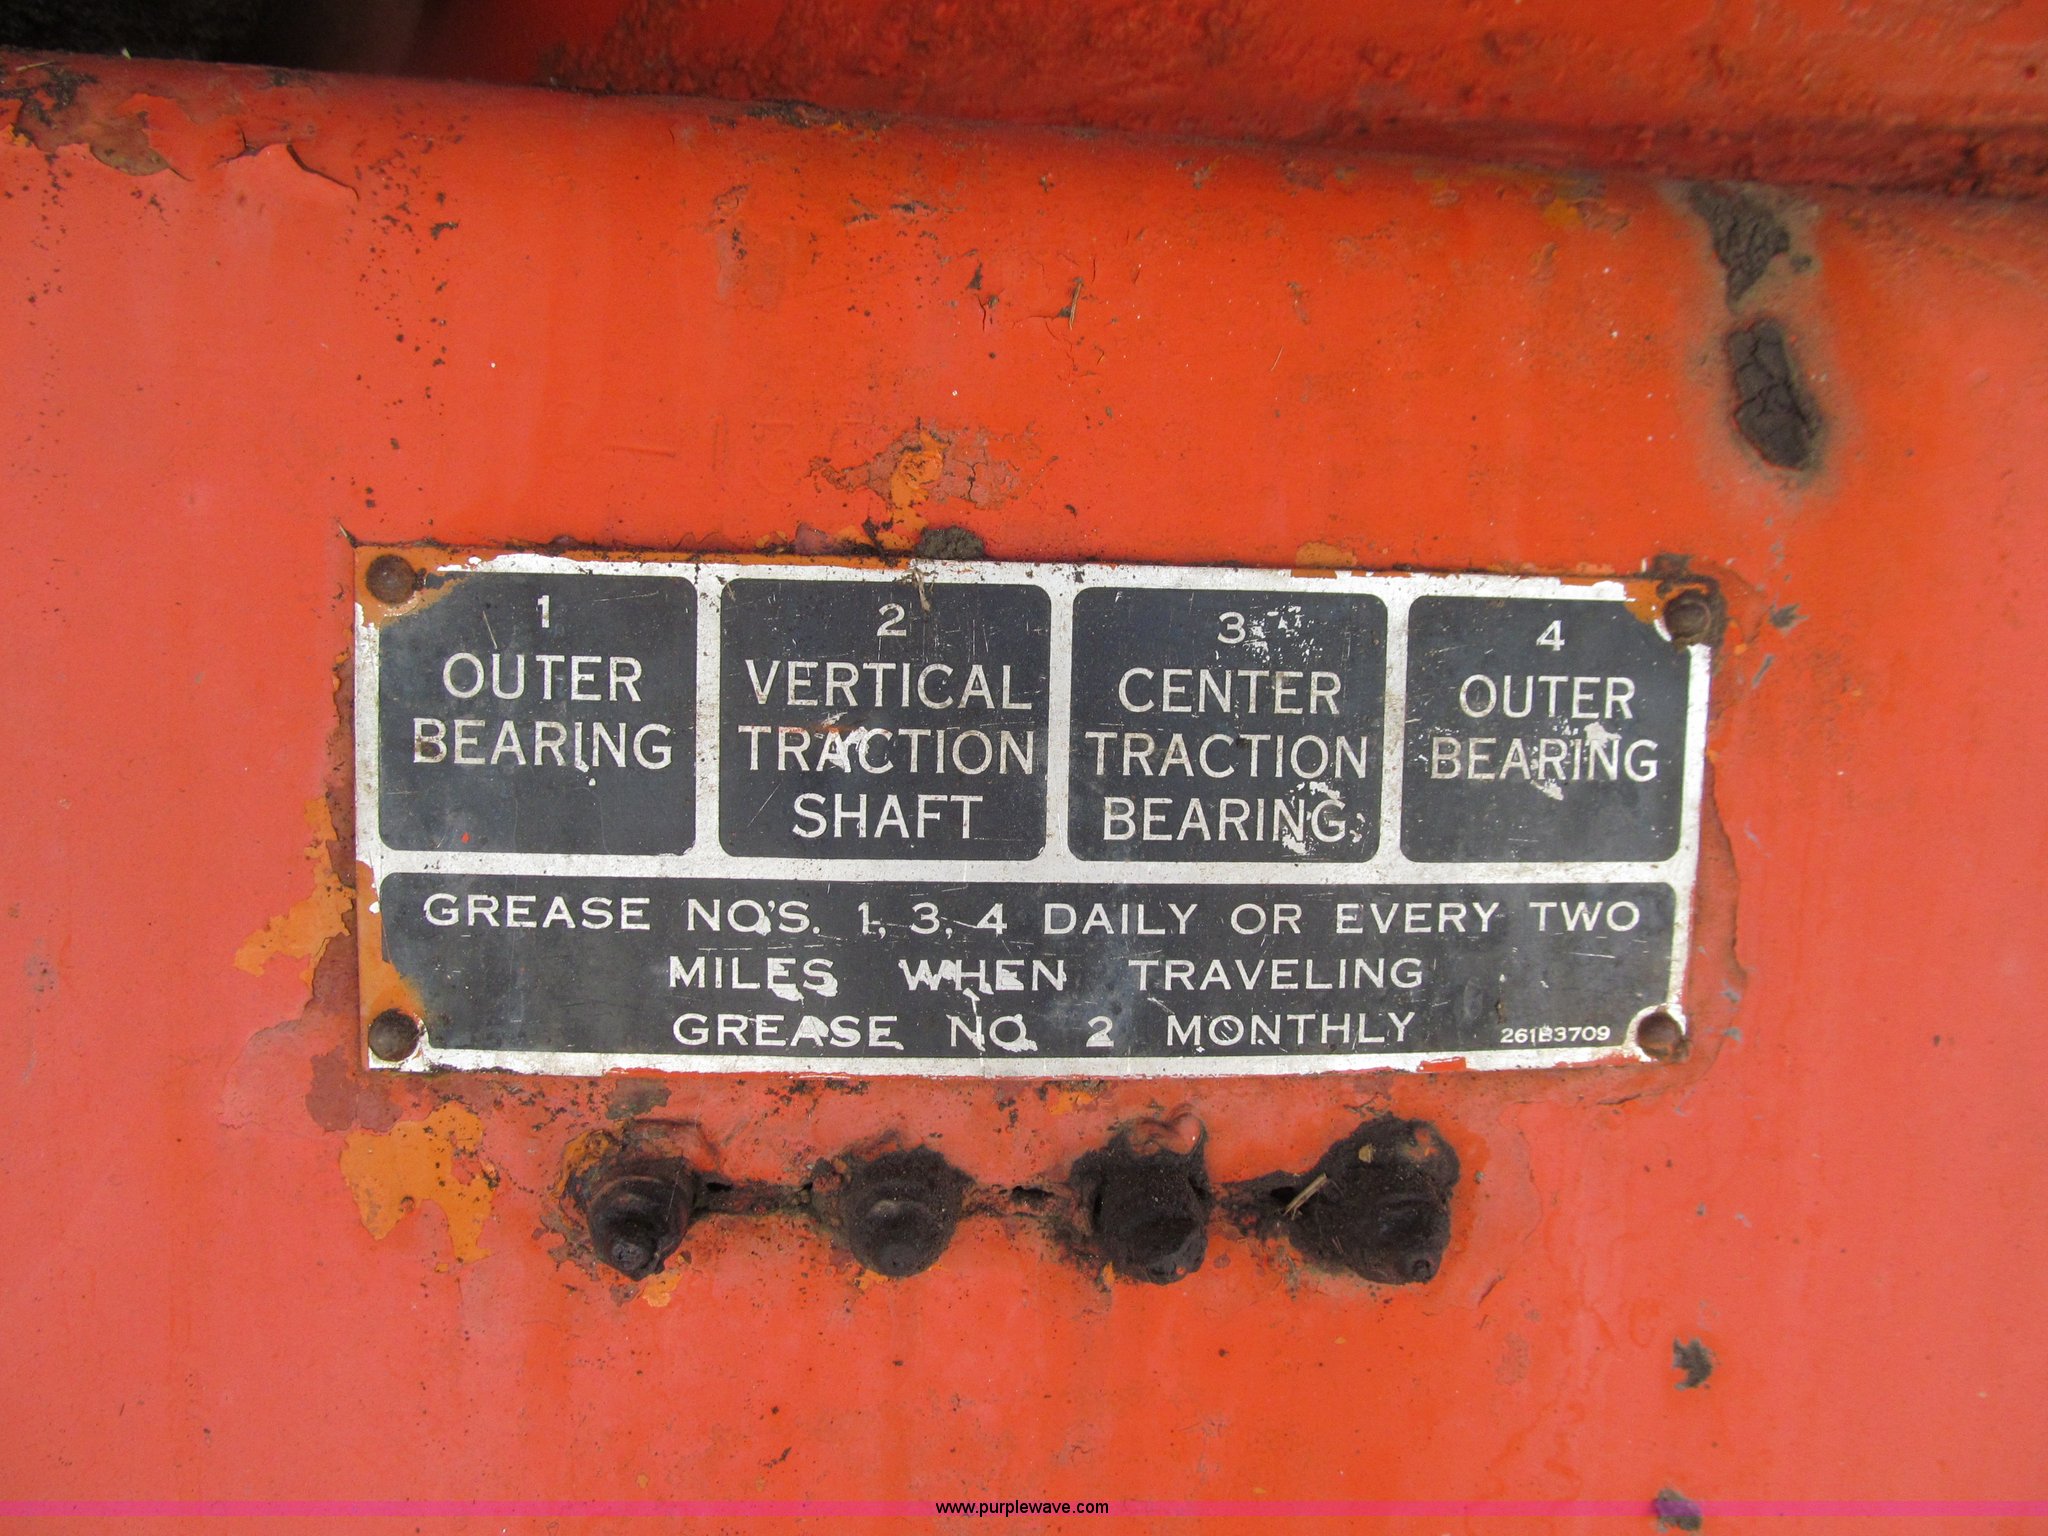 1
OUTER
BEARING
2
VERTICAL
TRACTION
SHAFT
3
CENTER
TRACTION
BEARING
4
OUTER
BEARING
GREASE NO'S. 1, 3, 4 DAILY OR EVERY TWO
MILES WHEN TRAVELING
GREASE NO. 2 MONTHLY
261B3709
www.purplewave.com